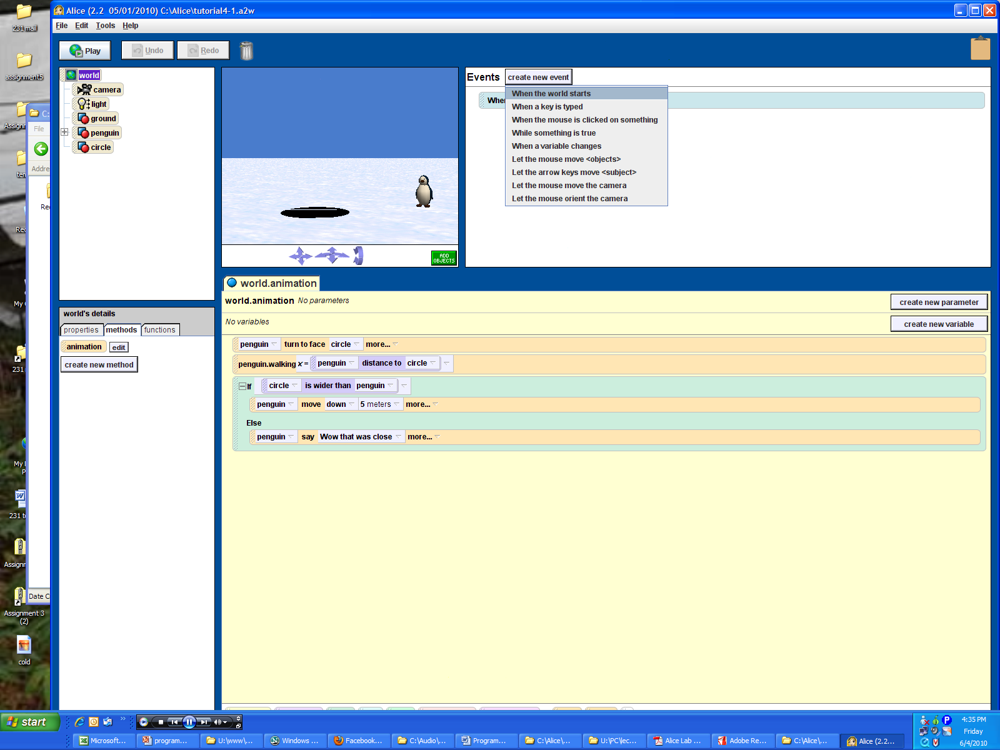 Alice (2.2 05/01/2010) C:\Alice\tutorial4-1.a2w
File Edit Tools Help
Play Undo Redo
231 mail
assignment5
world
camera
light
ground
penguin
circle
ADD
OBJECTS
Events create new event
When the world starts
When a key is typed
When the mouse is clicked on something
While something is true
When a variable changes
Let the mouse move <objects>
Let the arrow keys move <subject>
Let the mouse move the camera
Let the mouse orient the camera
C:
File
world.animation
world.animation No parameters
create new parameter
No variables
create new variable
world's details
properties methods functions
animation edit
create new method
penguin turn to face circle more...
penguin.walking x = penguin distance to circle
If circle is wider than penguin
penguin move down 5 meters more...
Else
penguin say Wow that was close more...
My
231
My
231 t
Date C
Assignment 3
(2)
cold
start
4:35 PM
Friday
6/4/2010
Microsoft...
program...
U:\www\...
Windows ...
Facebook...
C:\Audio\...
Program...
C:\Alice\...
U:\PC\lec...
Alice Lab ...
Adobe Re...
C:\Alice\...
Alice (2.2...